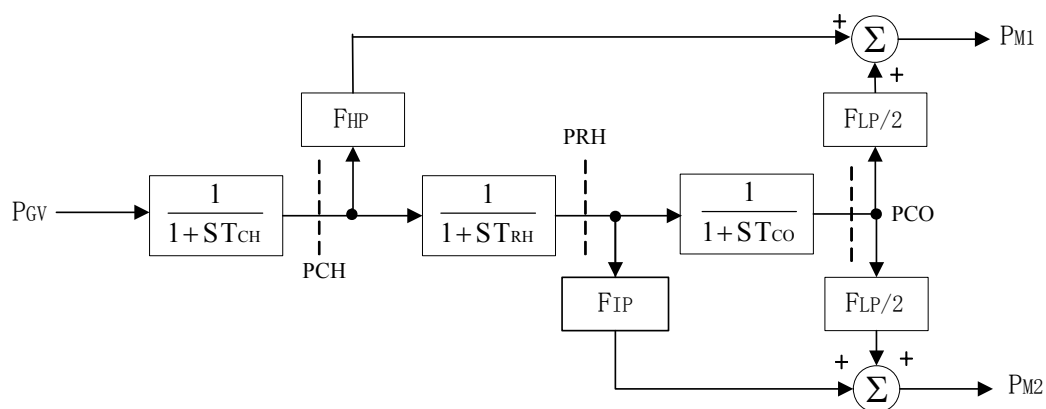 +
Σ
PM1
+
FHP
FLP/2
PRH
PGV
1
1+STCH
1
1+STRH
1
1+STCO
PCO
PCH
FIP
FLP/2
+
+
Σ
PM2